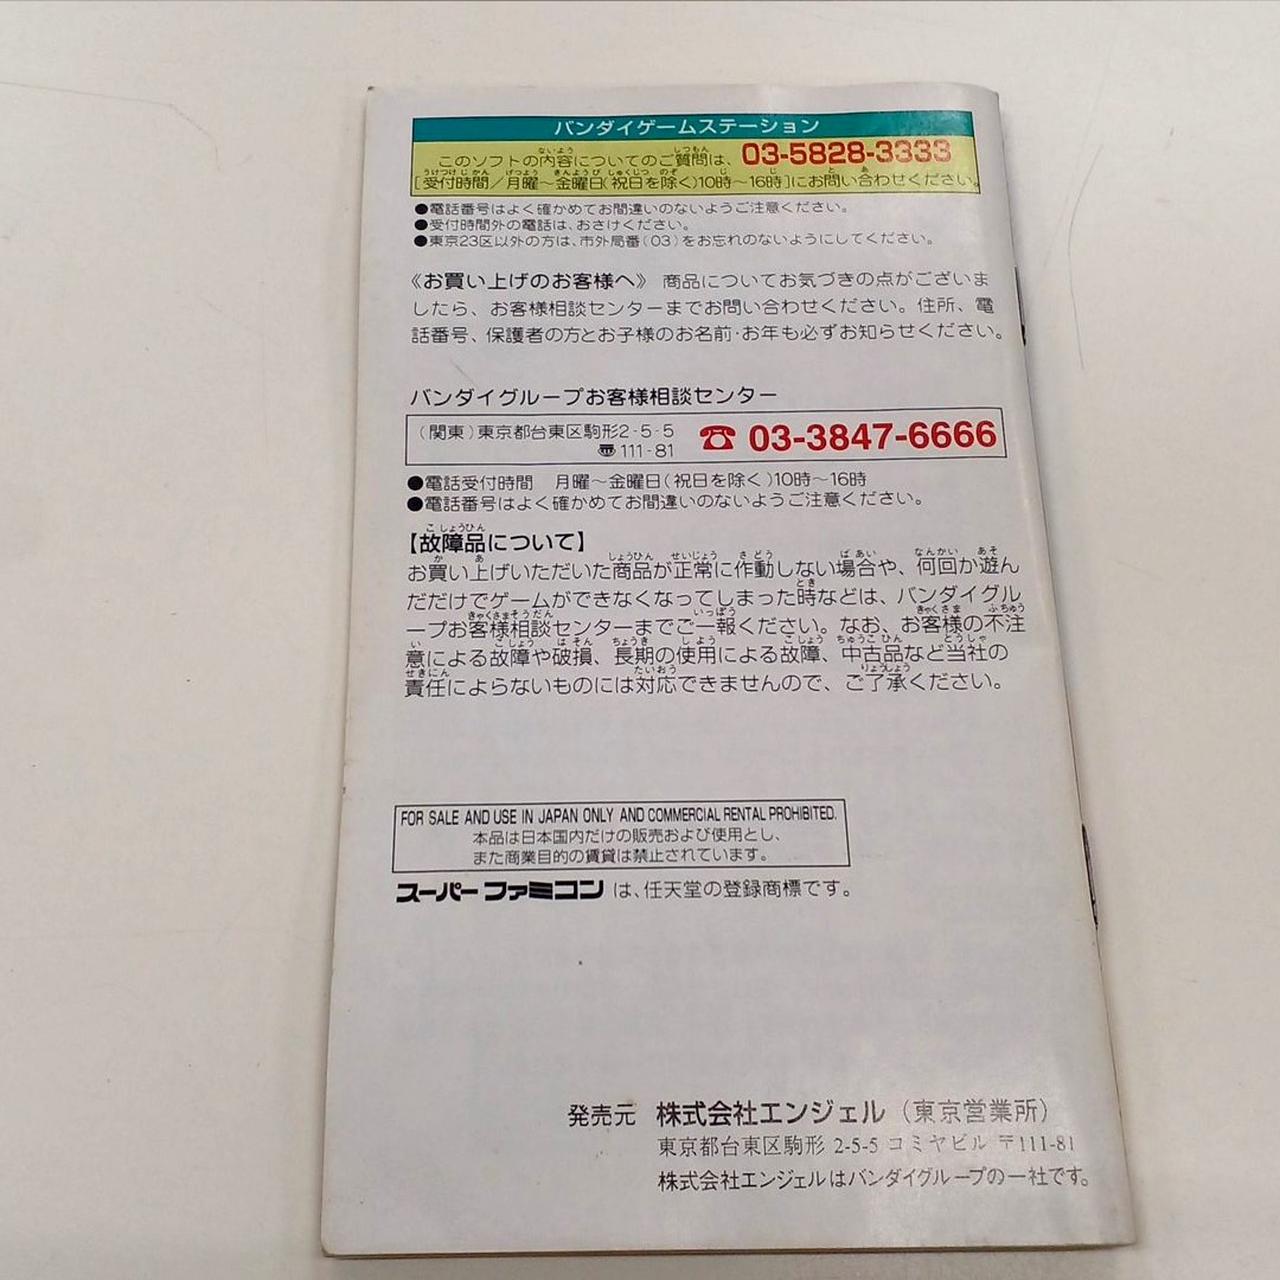 バンダイゲームステーション
このソフトの内容についてのご質問は、03-5828-3333
[受付時間/月曜〜金曜日(祝日を除く)10時〜16時]にお問い合わせください。
●電話番号はよく確かめてお間違いのないようご注意ください。
●受付時間外の電話は、おさけください。
●東京23区以外の方は、市外局番(03)をお忘れのないようにしてください。
《お買い上げのお客様へ》 商品についてお気づきの点がございま
したら、お客様相談センターまでお問い合わせください。住所、電
話番号、保護者の方とお子様のお名前・お年も必ずお知らせください。
バンダイグループお客様相談センター
(関東)東京都台東区駒形2-5-5 ☎ 03-3847-6666
〠111-81
●電話受付時間 月曜〜金曜日(祝日を除く)10時〜16時
●電話番号はよく確かめてお間違いのないようご注意ください。
【故障品について】
お買い上げいただいた商品が正常に作動しない場合や、何回か遊ん
だだけでゲームができなくなってしまった時などは、バンダイグル
ープお客様相談センターまでご一報ください。なお、お客様の不注
意による故障や破損、長期の使用による故障、中古品など当社の
責任によらないものには対応できませんので、ご了承ください。
FOR SALE AND USE IN JAPAN ONLY AND COMMERCIAL RENTAL PROHIBITED.
本品は日本国内だけの販売および使用とし、
また商業目的の賃貸は禁止されています。
スーパーファミコン は、任天堂の登録商標です。
発売元 株式会社エンジェル(東京営業所)
東京都台東区駒形 2-5-5 コミヤビル 〒111-81
株式会社エンジェルはバンダイグループの一社です。